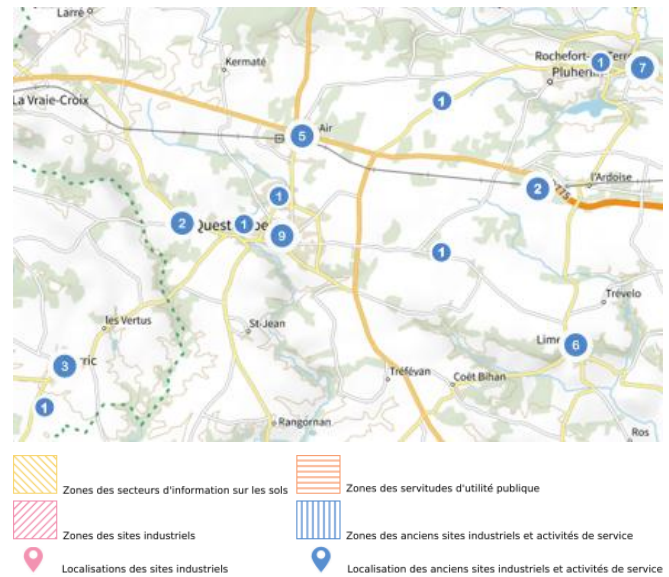 Larré
Kermaté
Rochefort-
1
7
Pluherlin
La Vraie-Croix
1
5
Air
l'Ardoise
2
1
2
1
9
1
Trévelo
les Vertus
St-Jean
6
3
ric
Tréfévan
Coët Bihan
1
Rangornan
Ros
Zones des secteurs d'information sur les sols
Zones des servitudes d'utilité publique
Zones des sites industriels
Zones des anciens sites industriels et activités de service
Localisations des sites industriels
Localisation des anciens sites industriels et activités de service